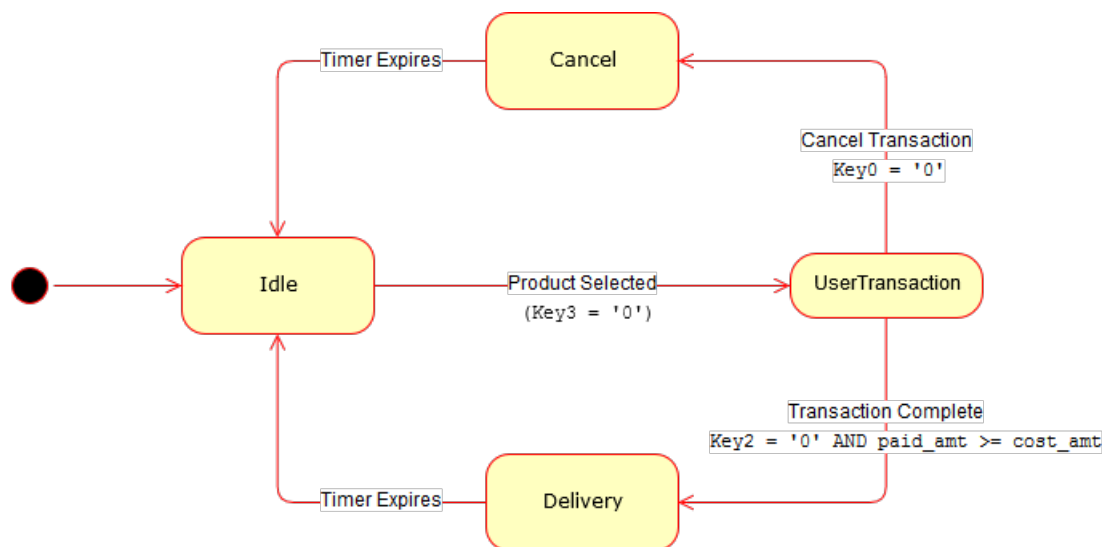 Cancel
Timer Expires
Cancel Transaction
Key0 = '0'
Idle
Product Selected
(Key3 = '0')
UserTransaction
Transaction Complete
Key2 = '0' AND paid_amt >= cost_amt
Timer Expires
Delivery